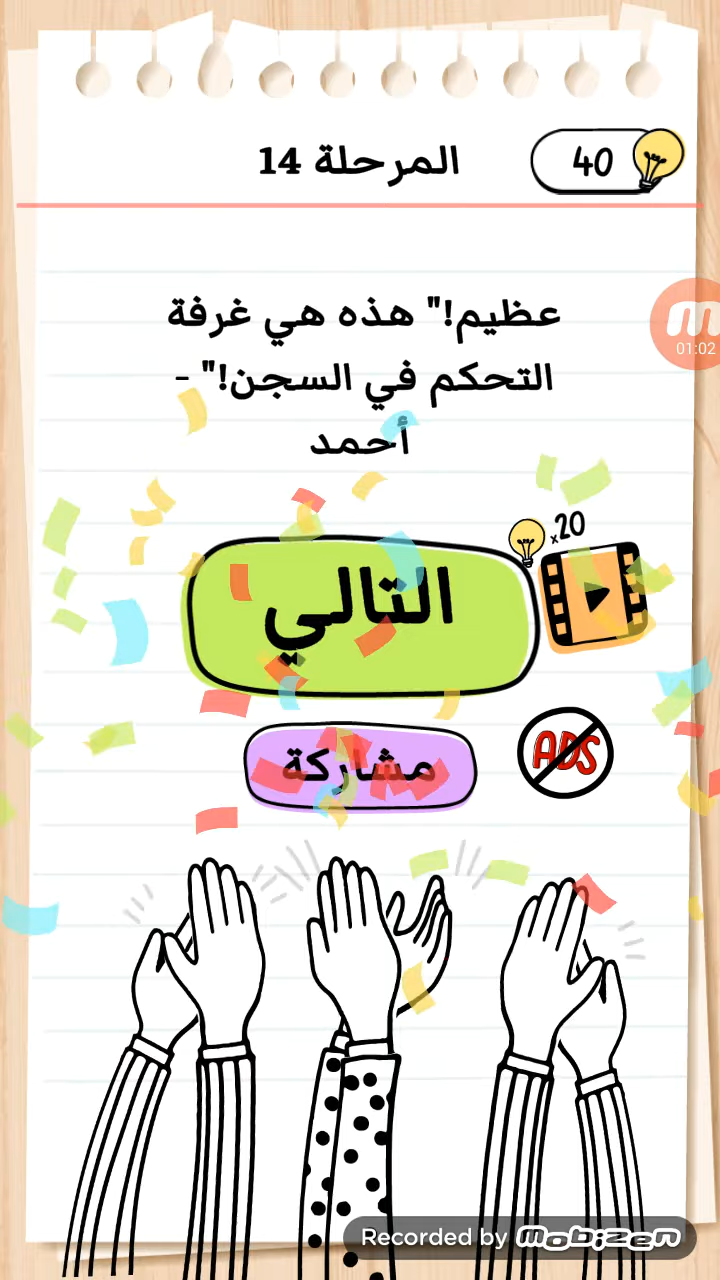 المرحلة 14
40
01:02
عظيم!" هذه هي غرفة
التحكم في السجن!" -
أحمد
x20
التالي
ADS
مشاركة
Recorded by mobizen